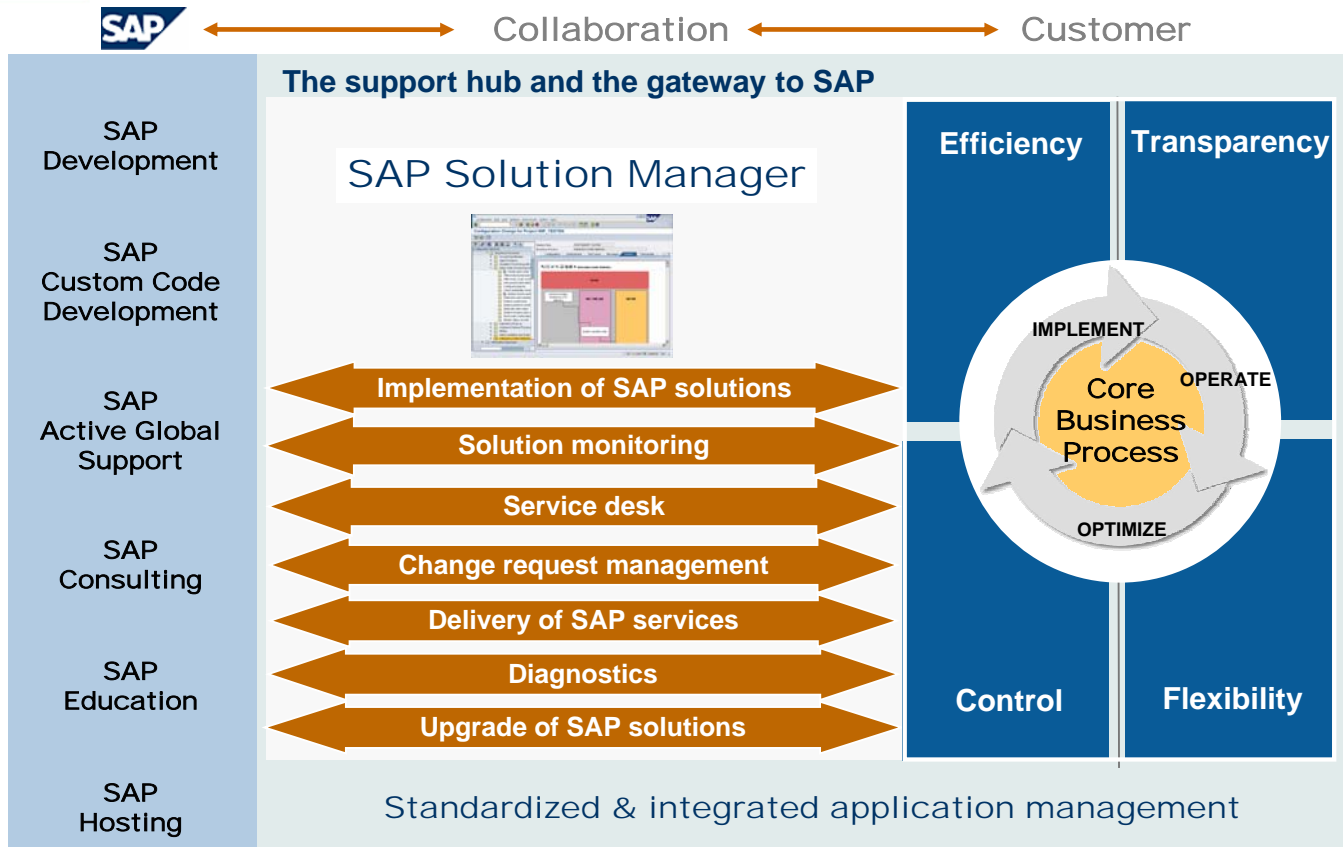 SAP
Collaboration
Customer
The support hub and the gateway to SAP
SAP
Development
SAP
Custom Code
Development
SAP
Active Global
Support
SAP
Consulting
SAP
Education
SAP
Hosting
SAP Solution Manager
Implementation of SAP solutions
Solution monitoring
Service desk
Change request management
Delivery of SAP services
Diagnostics
Upgrade of SAP solutions
Efficiency
Transparency
IMPLEMENT
OPERATE
OPTIMIZE
Core
Business
Process
Control
Flexibility
Standardized & integrated application management